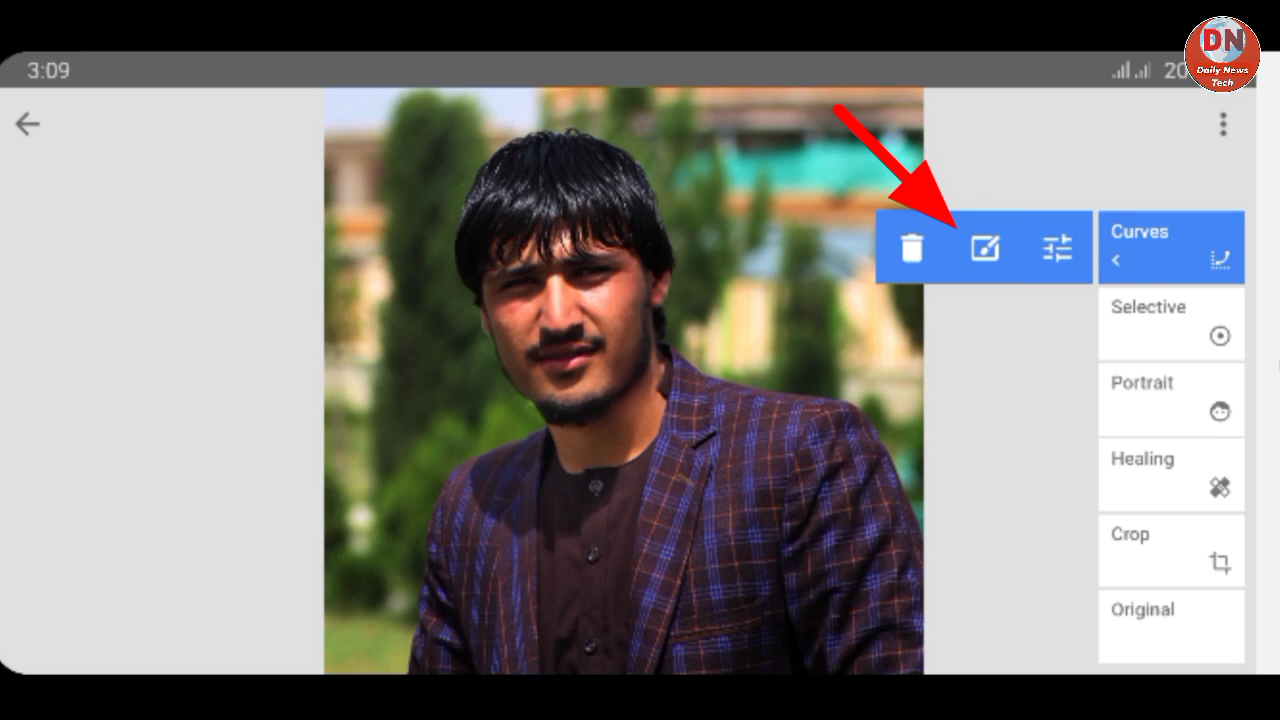 3:09
20
DN
Daily News
Tech
Curves
Selective
Portrait
Healing
Crop
Original